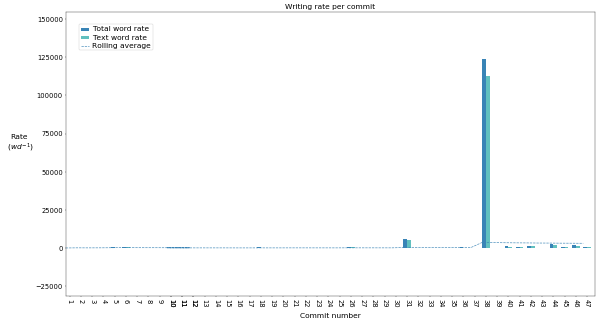 Writing rate per commit
150000
125000
100000
75000
50000
25000
0
−25000
Rate
(wd⁻¹)
Total word rate
Text word rate
Rolling average
1 2 3 4 5 6 7 8 9 10 11 12 13 14 15 16 17 18 19 20 21 22 23 24 25 26 27 28 29 30 31 32 33 34 35 36 37 38 39 40 41 42 43 44 45 46 47
Commit number